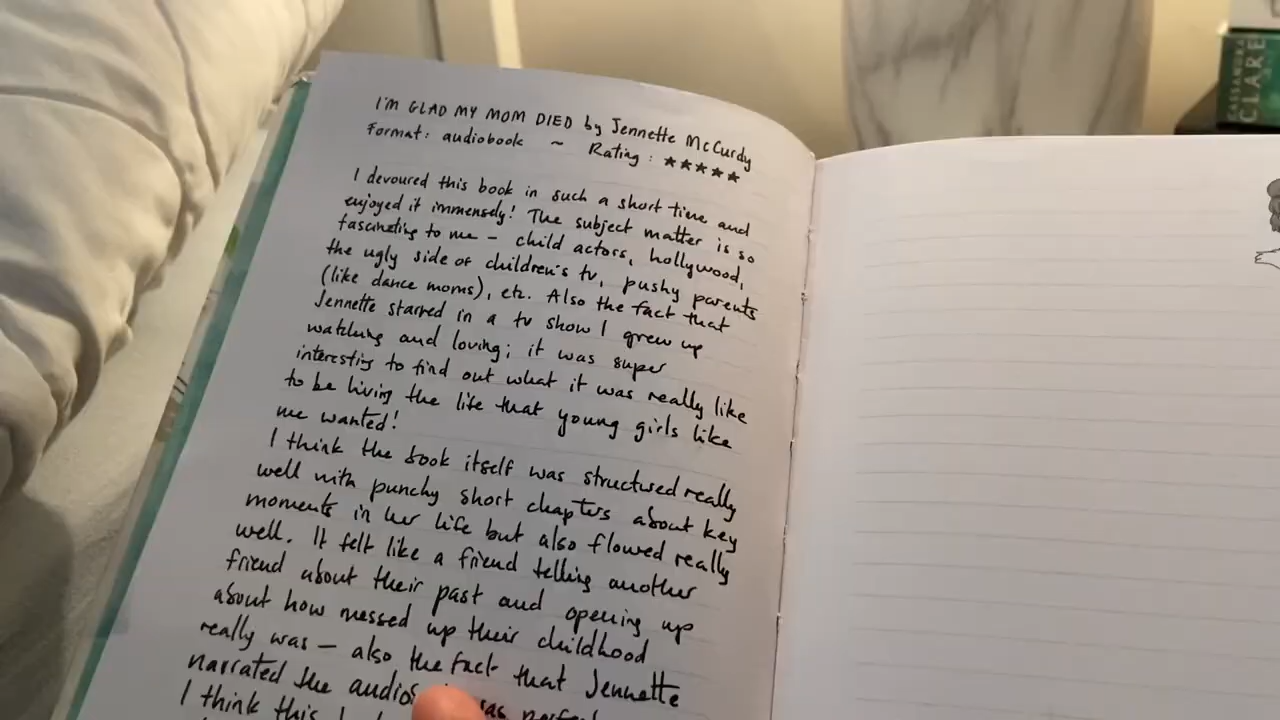 I'M GLAD MY MOM DIED by Jennette McCurdy
Format: audiobook ~ Rating: ★★★★★
I devoured this book in such a short time and
enjoyed it immensely! The subject matter is so
fascinating to me - child actors, hollywood,
the ugly side of children's tv, pushy parents
(like dance moms), etc. Also the fact that
Jennette starred in a tv show I grew up
watching and loving; it was super
interesting to find out what it was really like
to be living the life that young girls like
me wanted!
I think the book itself was structured really
well with punchy short chapters about key
moments in her life but also flowed really
well. It felt like a friend telling another
friend about their past and opening up
about how messed up their childhood
really was - also the fact that Jennette
narrated the
I think this
CASSANDRA
CLARE